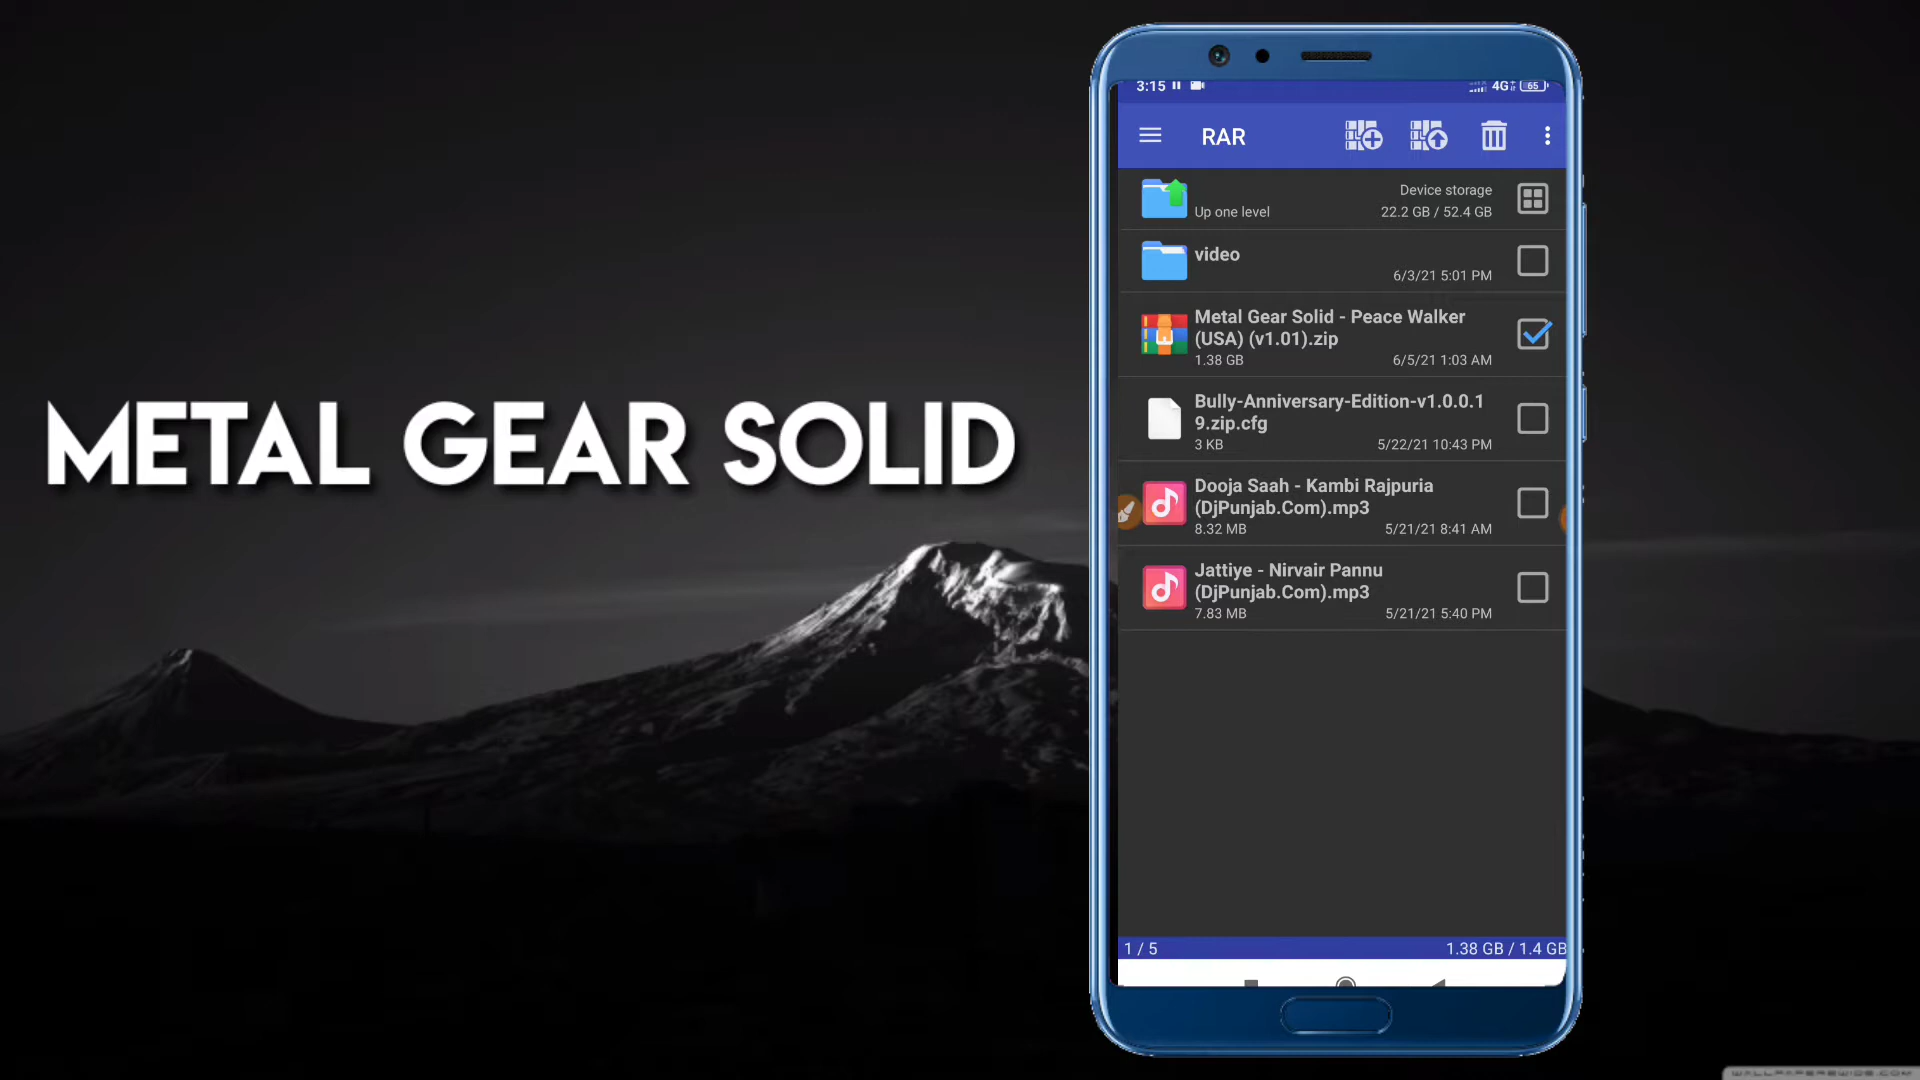 METAL GEAR SOLID
3:15
4G
65
RAR
Device storage
Up one level
22.2 GB / 52.4 GB
video
6/3/21 5:01 PM
Metal Gear Solid - Peace Walker
(USA) (v1.01).zip
1.38 GB
6/5/21 1:03 AM
Bully-Anniversary-Edition-v1.0.0.1
9.zip.cfg
3 KB
5/22/21 10:43 PM
Dooja Saah - Kambi Rajpuria
(DjPunjab.Com).mp3
8.32 MB
5/21/21 8:41 AM
Jattiye - Nirvair Pannu
(DjPunjab.Com).mp3
7.83 MB
5/21/21 5:40 PM
1 / 5
1.38 GB / 1.4 GB
WALLPAPERSWIDE.COM